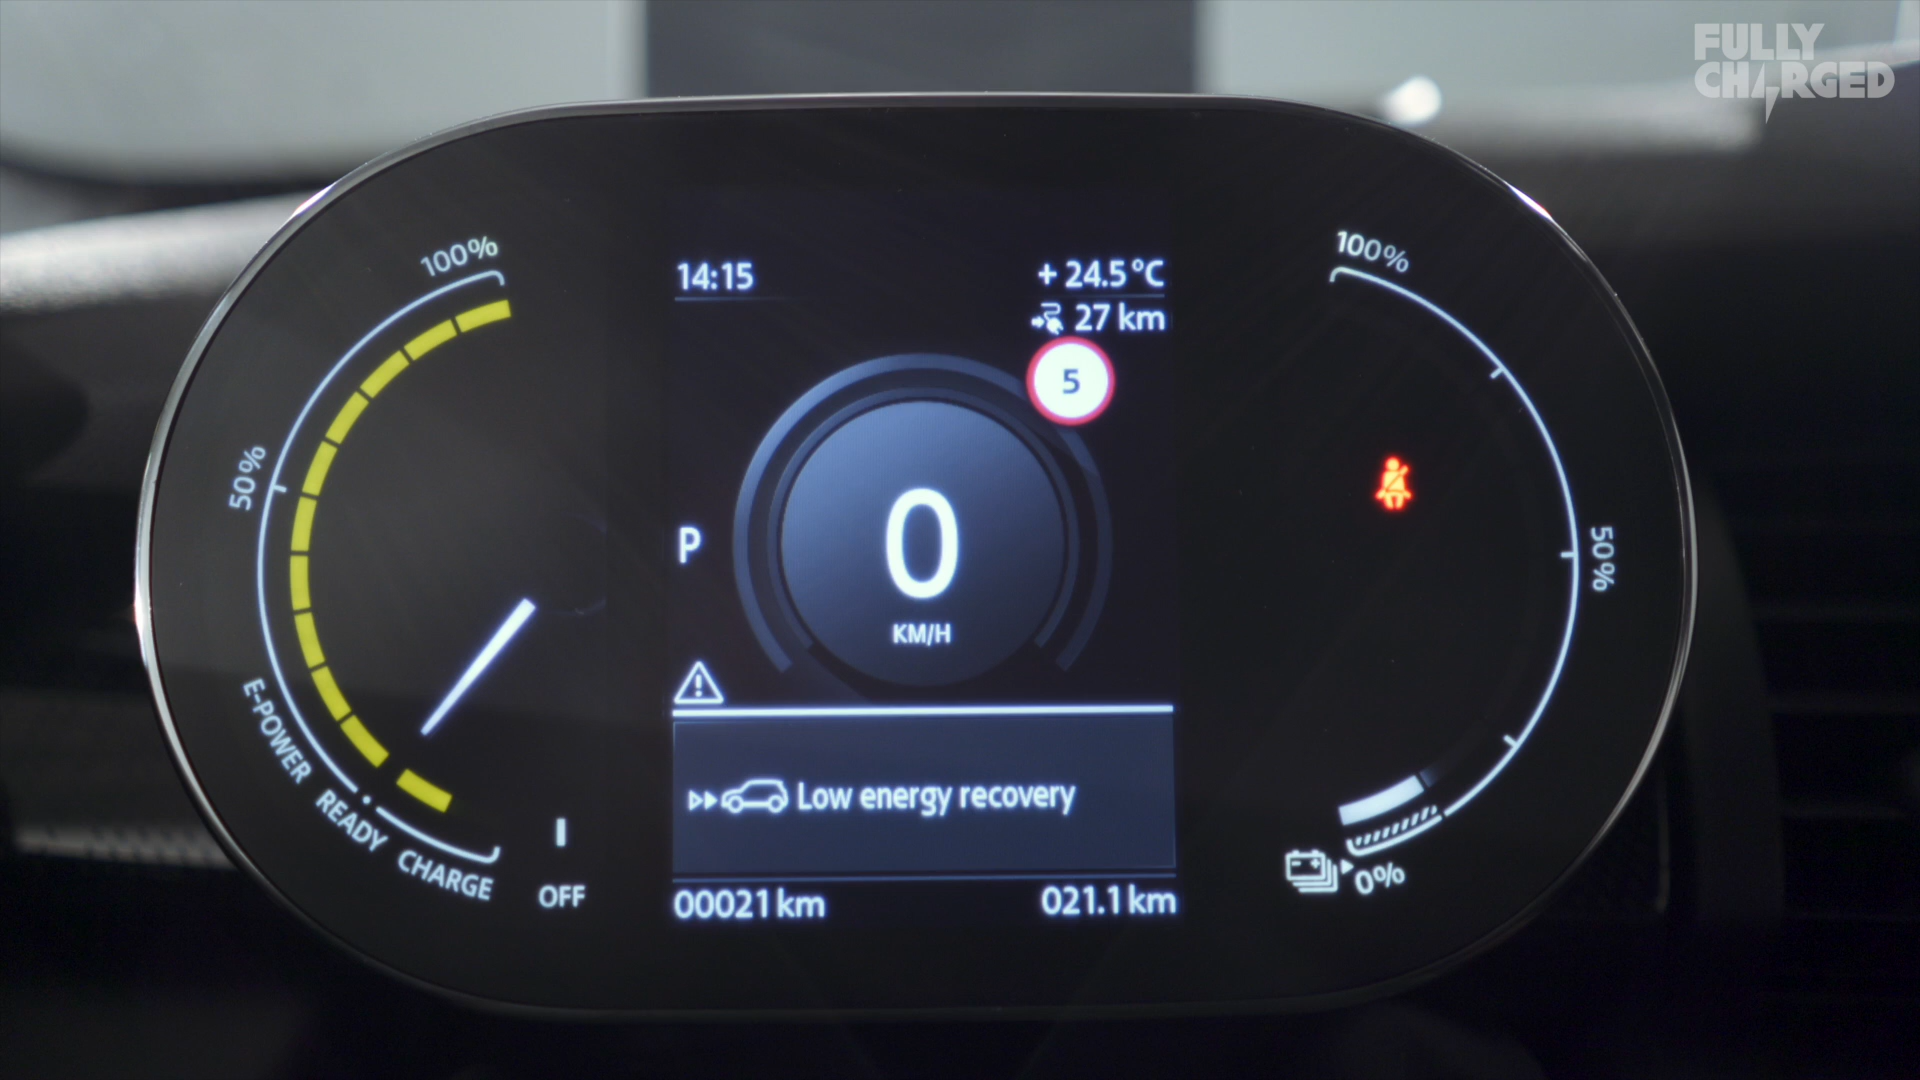 FULLY
CHARGED
100%
50%
E-POWER
READY
CHARGE
OFF
14:15
+ 24.5°C
27 km
5
P
0
KM/H
Low energy recovery
00021 km
021.1 km
100%
50%
0%